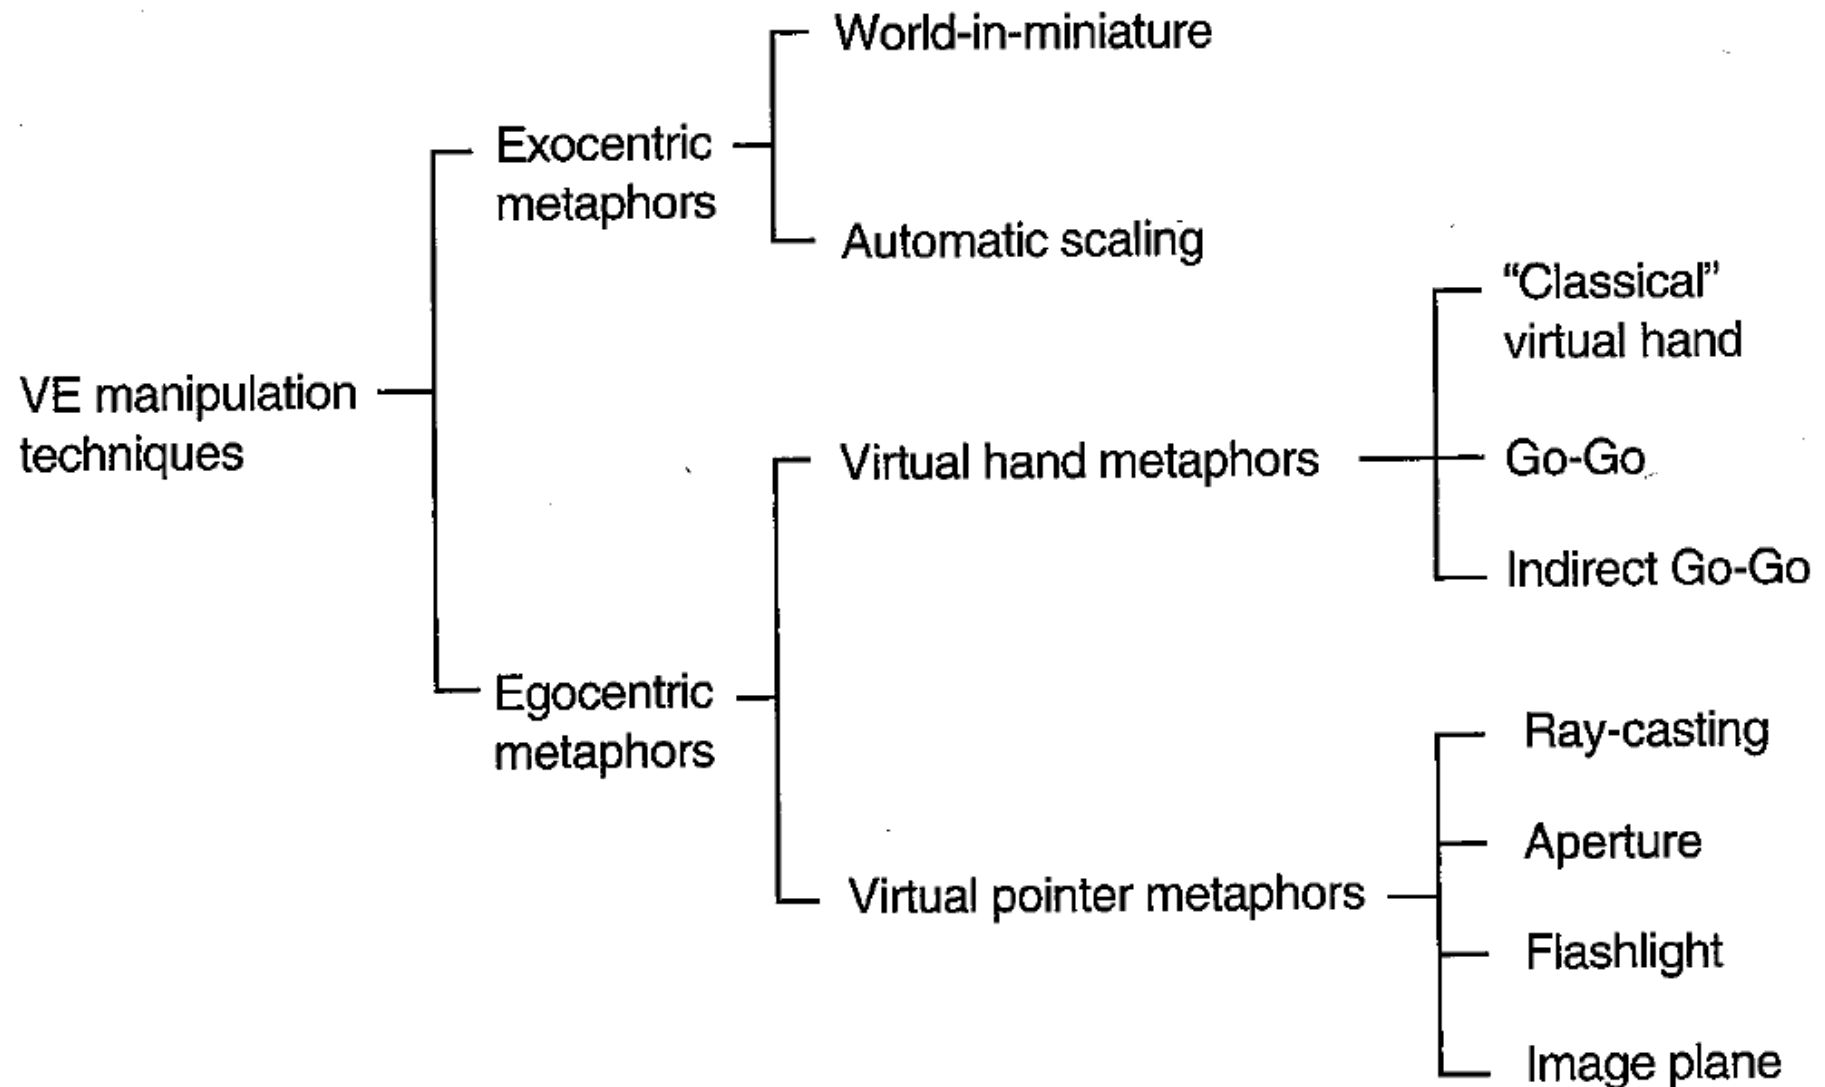 World-in-miniature
Exocentric
metaphors
Automatic scaling
“Classical”
virtual hand
VE manipulation
techniques
Virtual hand metaphors
Go-Go
Indirect Go-Go
Egocentric
metaphors
Ray-casting
Aperture
Virtual pointer metaphors
Flashlight
Image plane